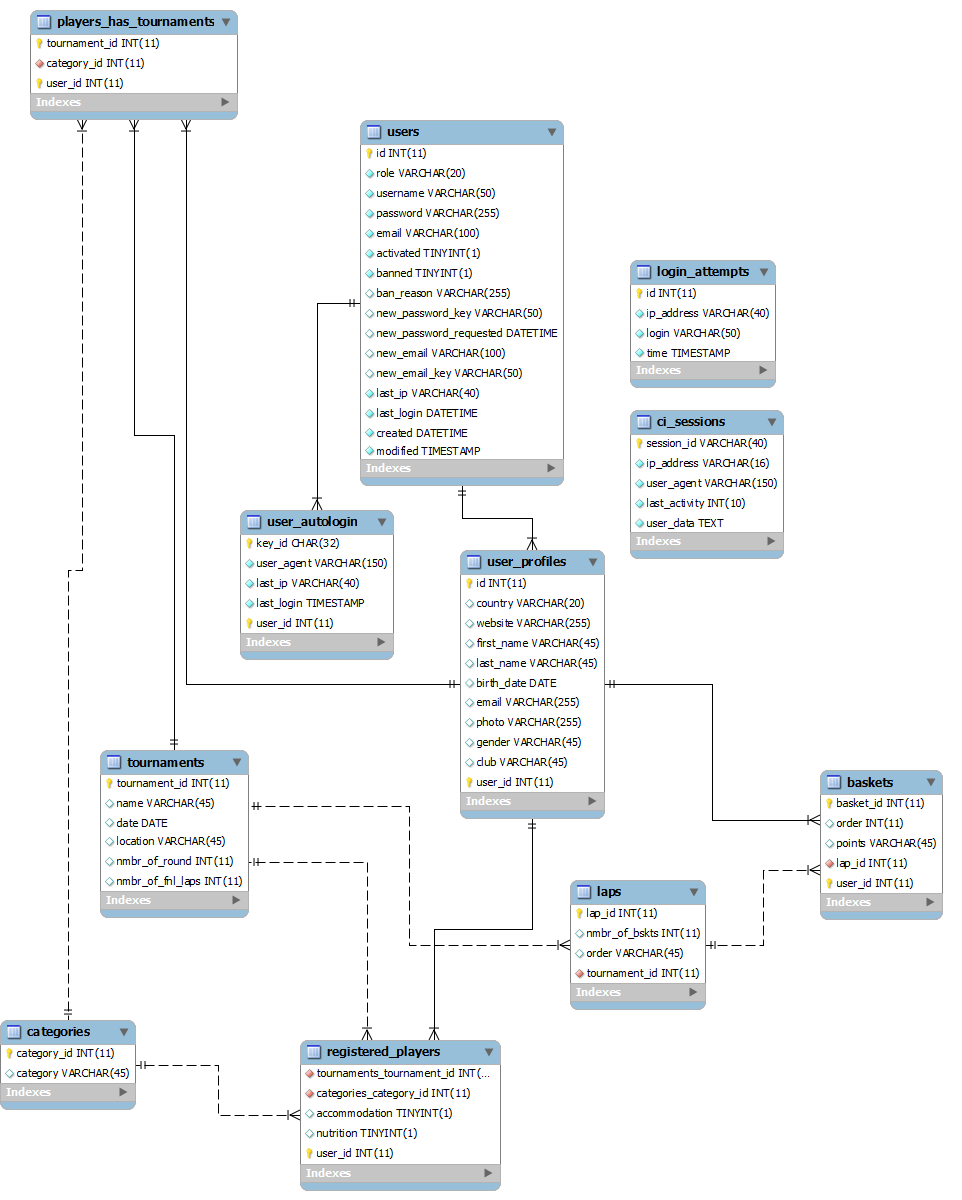 players_has_tournaments
tournament_id INT(11)
category_id INT(11)
user_id INT(11)
Indexes
users
id INT(11)
role VARCHAR(20)
username VARCHAR(50)
password VARCHAR(255)
email VARCHAR(100)
activated TINYINT(1)
banned TINYINT(1)
ban_reason VARCHAR(255)
new_password_key VARCHAR(50)
new_password_requested DATETIME
new_email VARCHAR(100)
new_email_key VARCHAR(50)
last_ip VARCHAR(40)
last_login DATETIME
created DATETIME
modified TIMESTAMP
Indexes
login_attempts
id INT(11)
ip_address VARCHAR(40)
login VARCHAR(50)
time TIMESTAMP
Indexes
ci_sessions
session_id VARCHAR(40)
ip_address VARCHAR(16)
user_agent VARCHAR(150)
last_activity INT(10)
user_data TEXT
Indexes
user_autologin
key_id CHAR(32)
user_agent VARCHAR(150)
last_ip VARCHAR(40)
last_login TIMESTAMP
user_id INT(11)
Indexes
user_profiles
id INT(11)
country VARCHAR(20)
website VARCHAR(255)
first_name VARCHAR(45)
last_name VARCHAR(45)
birth_date DATE
email VARCHAR(255)
photo VARCHAR(255)
gender VARCHAR(45)
club VARCHAR(45)
user_id INT(11)
Indexes
tournaments
tournament_id INT(11)
name VARCHAR(45)
date DATE
location VARCHAR(45)
nmbr_of_round INT(11)
nmbr_of_fnl_laps INT(11)
Indexes
baskets
basket_id INT(11)
order INT(11)
points VARCHAR(45)
lap_id INT(11)
user_id INT(11)
Indexes
laps
lap_id INT(11)
nmbr_of_bskts INT(11)
order VARCHAR(45)
tournament_id INT(11)
Indexes
categories
category_id INT(11)
category VARCHAR(45)
Indexes
registered_players
tournaments_tournament_id INT(...
categories_category_id INT(11)
accommodation TINYINT(1)
nutrition TINYINT(1)
user_id INT(11)
Indexes